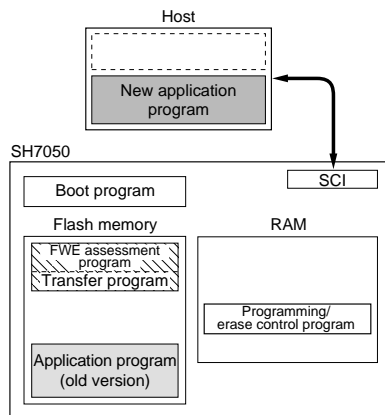 Host
New application
program
SH7050
SCI
Boot program
Flash memory
RAM
FWE assessment
program
Transfer program
Programming/
erase control program
Application program
(old version)